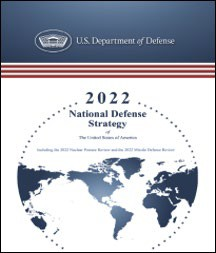 U.S. Department of Defense
2022
National Defense
Strategy
of
The United States of America
Including the 2022 Nuclear Posture Review and the 2022 Missile Defense Review